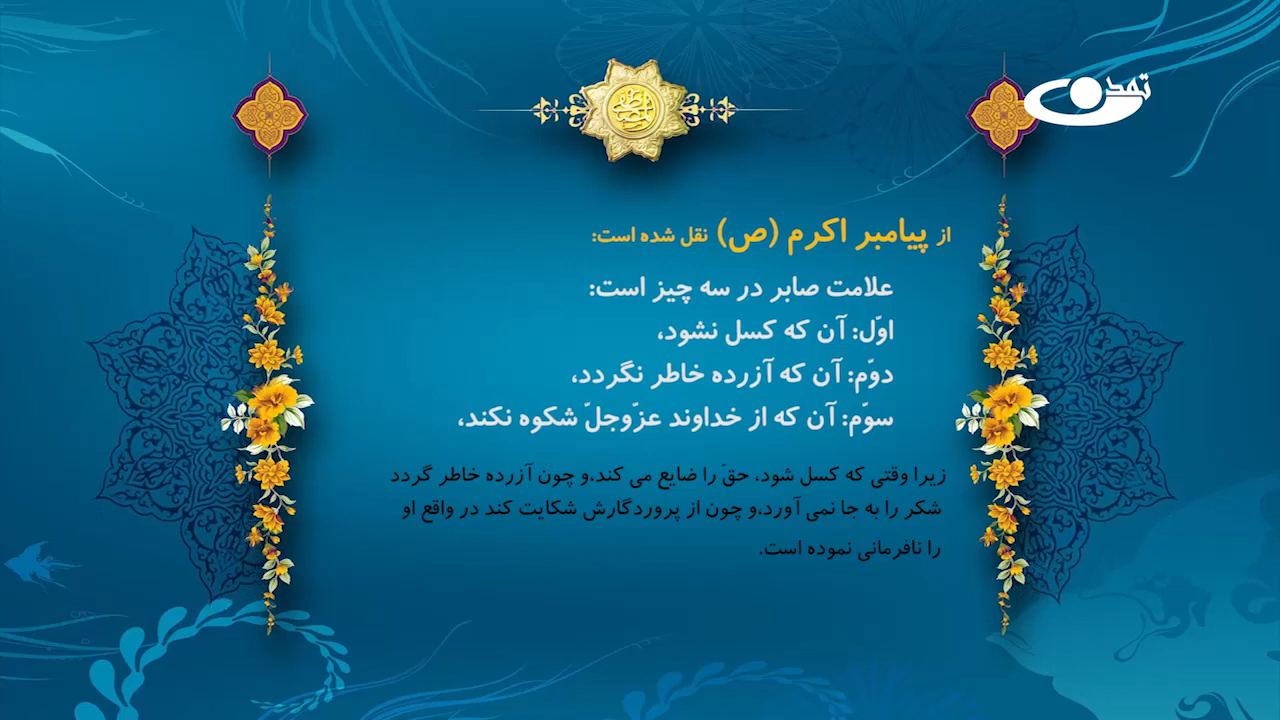 تمدن
از پیامبر اکرم (ص) نقل شده است:
علامت صابر در سه چیز است:
اوّل: آن که کسل نشود،
دوّم: آن که آزرده خاطر نگردد،
سوّم: آن که از خداوند عزّوجلّ شکوه نکند،
زیرا وقتی که کسل شود، حقّ را ضایع می کند،و چون آزرده خاطر گردد
شکر را به جا نمی آورد،و چون از پروردگارش شکایت کند در واقع او
را نافرمانی نموده است.